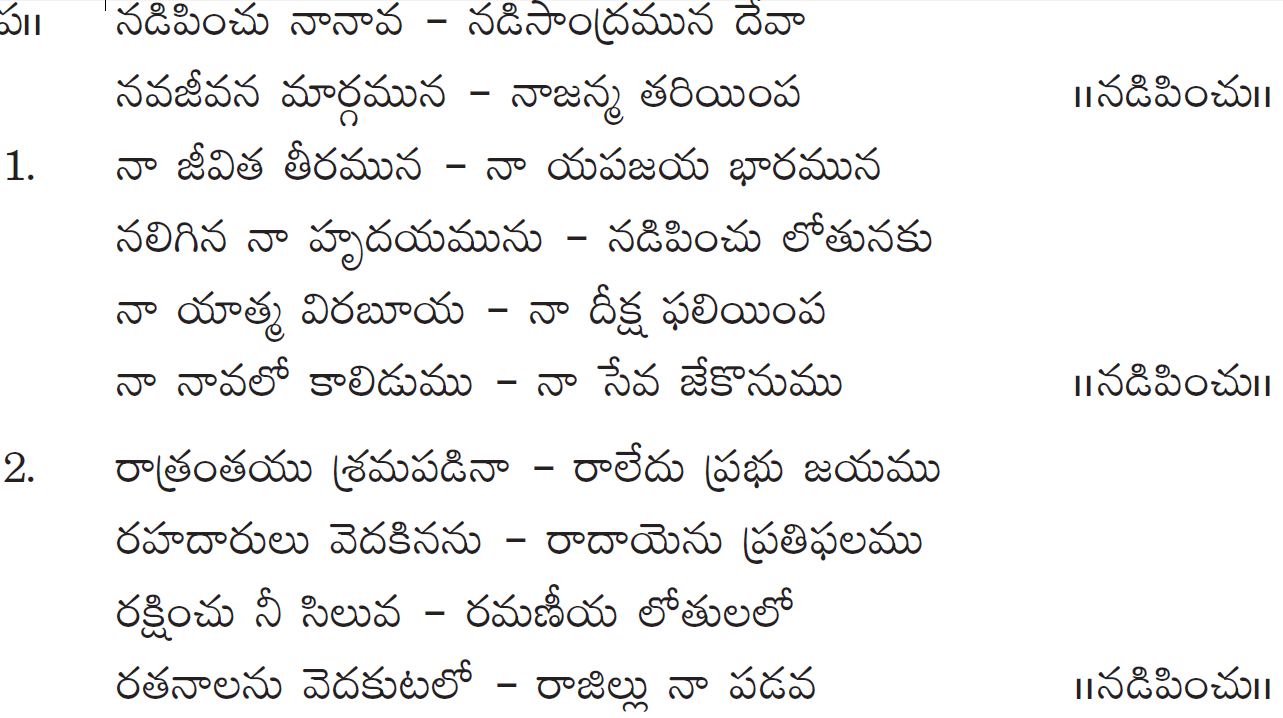 ప॥ నడిపించు నానావ – నడిసాంద్రమున దేవా
నవజీవన మార్గమున – నాజన్మ తరియింప ॥నడిపించు॥
1. నా జీవిత తీరమున – నా యపజయ భారమున
నలిగిన నా హృదయమును – నడిపించు లోతునకు
నా యాత్మ విరబూయ – నా దీక్ష ఫలియింప
నా నావలో కాలిడుము – నా సేవ జేకొనుము ॥నడిపించు॥
2. రాత్రంతయు శ్రమపడినా – రాలేదు ప్రభు జయము
రహదారులు వెదకినను – రాదాయెను ప్రతిఫలము
రక్షించు నీ సిలువ – రమణీయ లోతులలో
రతనాలను వెదకుటలో – రాజిల్లు నా పడవ ॥నడిపించు॥